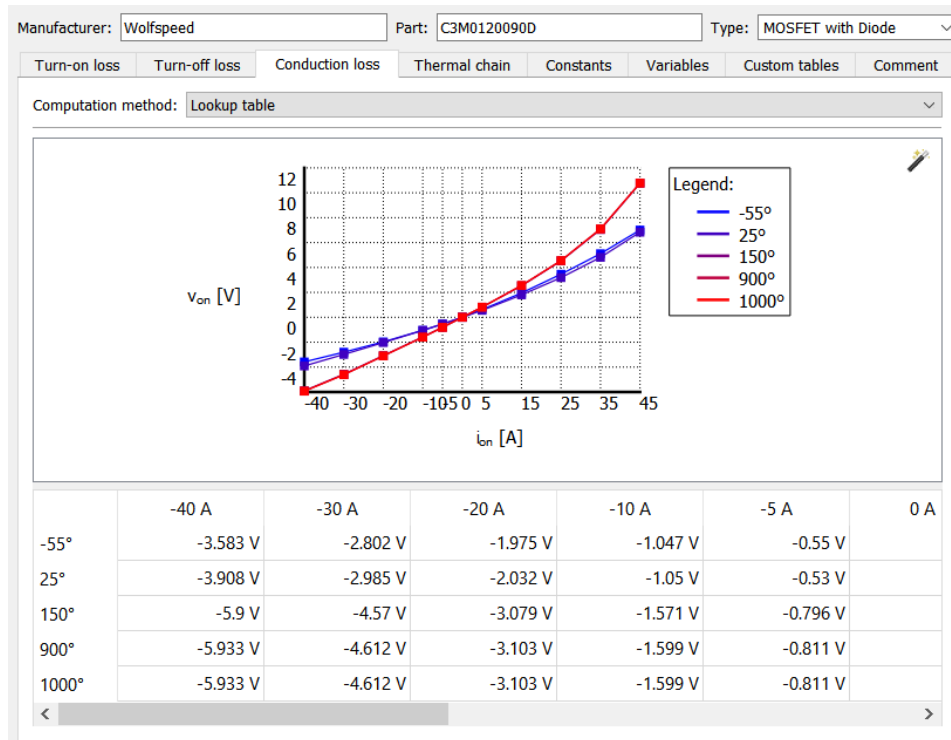 Manufacturer: Wolfspeed Part: C3M0120090D Type: MOSFET with Diode
Turn-on loss Turn-off loss Conduction loss Thermal chain Constants Variables Custom tables Comment
Computation method: Lookup table
12
10
8
6
4
2
0
-2
-4
von [V]
-40 -30 -20 -10 -5 0 5 15 25 35 45
ion [A]
Legend:
-55º
25º
150º
900º
1000º
-40 A -30 A -20 A -10 A -5 A 0 A
-55° -3.583 V -2.802 V -1.975 V -1.047 V -0.55 V
25° -3.908 V -2.985 V -2.032 V -1.05 V -0.53 V
150° -5.9 V -4.57 V -3.079 V -1.571 V -0.796 V
900° -5.933 V -4.612 V -3.103 V -1.599 V -0.811 V
1000° -5.933 V -4.612 V -3.103 V -1.599 V -0.811 V